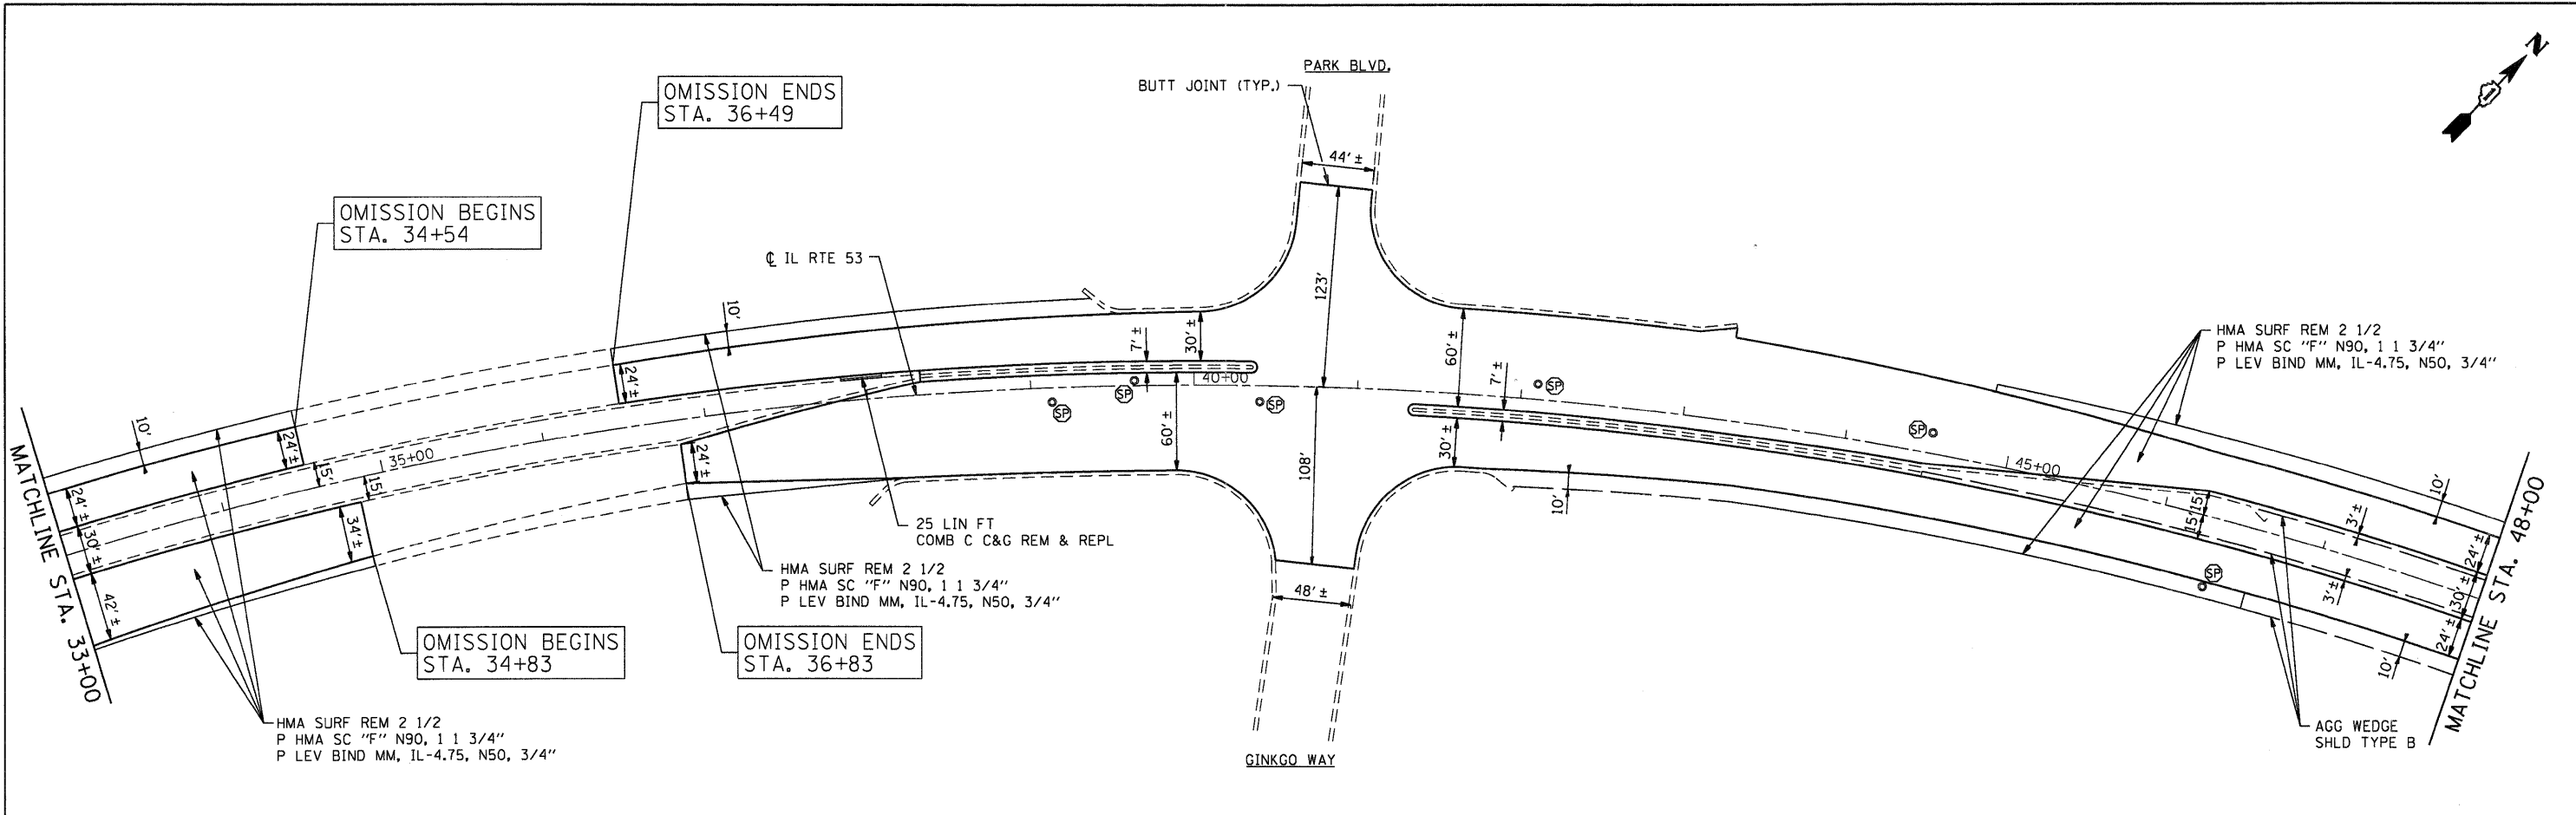 PARK BLVD.
BUTT JOINT (TYP.)
N
OMISSION ENDS
STA. 36+49
OMISSION BEGINS
STA. 34+54
℄ IL RTE 53
44' ±
123'
108'
48' ±
10'
24' ±
7' ±
30' ±
60' ±
40+00
SP
SP
SP
60' ±
7' ±
30' ±
SP
SP
SP
10'
45+00
HMA SURF REM 2 1/2
P HMA SC "F" N90, 1 1 3/4"
P LEV BIND MM, IL-4.75, N50, 3/4"
10'
15'
15'
3' ±
3' ±
24' ±
30' ±
24' ±
10'
MATCHLINE STA. 48+00
MATCHLINE STA. 33+00
10'
24' ±
24' ±
30' ±
42' ±
15'
15'
35+00
34' ±
24' ±
25 LIN FT
COMB C C&G REM & REPL
HMA SURF REM 2 1/2
P HMA SC "F" N90, 1 1 3/4"
P LEV BIND MM, IL-4.75, N50, 3/4"
OMISSION BEGINS
STA. 34+83
OMISSION ENDS
STA. 36+83
HMA SURF REM 2 1/2
P HMA SC "F" N90, 1 1 3/4"
P LEV BIND MM, IL-4.75, N50, 3/4"
AGG WEDGE
SHLD TYPE B
GINKGO WAY